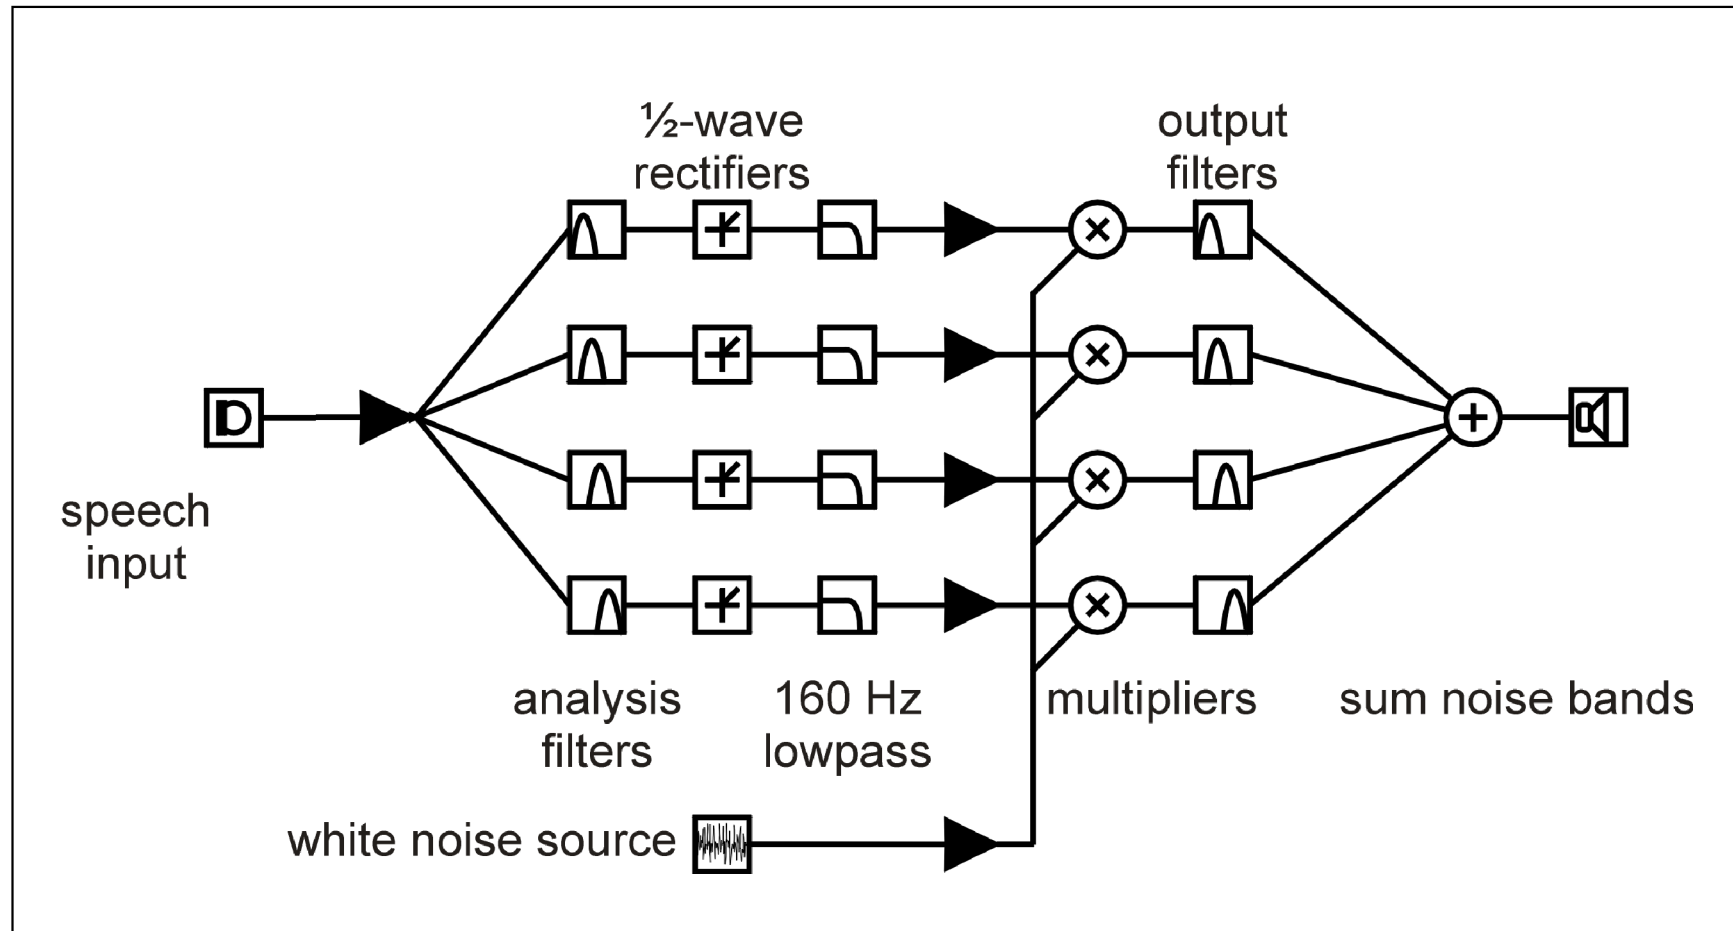 ½-wave
rectifiers
output
filters
speech
input
analysis
filters
160 Hz
lowpass
multipliers
sum noise bands
white noise source